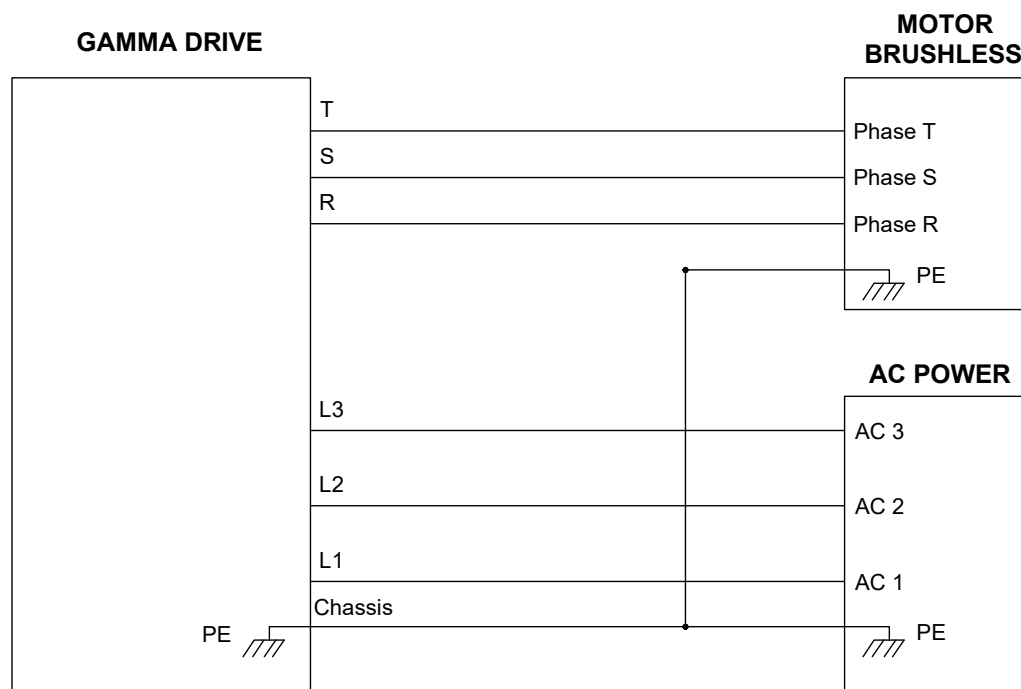 GAMMA DRIVE
MOTOR
BRUSHLESS
T
Phase T
S
Phase S
R
Phase R
PE
AC POWER
L3
AC 3
L2
AC 2
L1
AC 1
Chassis
PE
PE